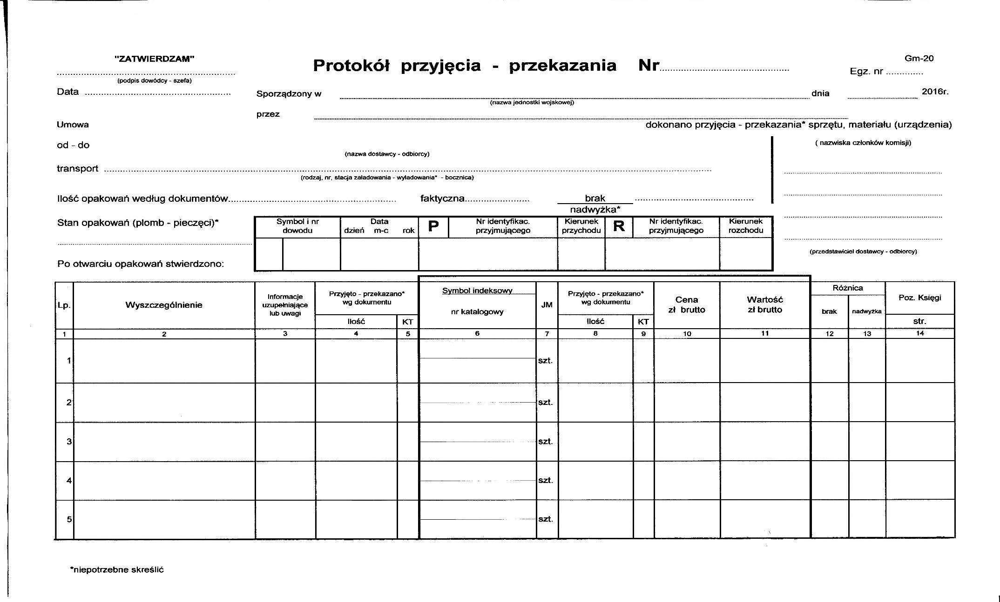 "ZATWIERDZAM"
Gm-20
Protokół przyjęcia - przekazania Nr..............................................
Egz. nr .............
(podpis dowódcy - szefa)
Data ......................................................
Sporządzony w
dnia
2016r.
(nazwa jednostki wojskowej)
przez
Umowa
dokonano przyjęcia - przekazania* sprzętu, materiału (urządzenia)
od - do
( nazwiska członków komisji)
(nazwa dostawcy - odbiorcy)
transport
(rodzaj, nr, stacja załadowania - wyładowania* - bocznica)
Ilość opakowań według dokumentów.............................................................. faktyczna........................ brak ............................................
nadwyżka*
Stan opakowań (plomb - pieczęci)*
Symbol i nr dowodu
Data
dzień m-c rok
P
Nr identyfikac. przyjmującego
Kierunek przychodu
R
Nr identyfikac. przyjmującego
Kierunek rozchodu
(przedstawiciel dostawcy - odbiorcy)
Po otwarciu opakowań stwierdzono:
Lp.
Wyszczególnienie
Informacje
uzupełniające
lub uwagi
Przyjęto - przekazano*
wg dokumentu
Ilość KT
Symbol indeksowy
nr katalogowy
JM
Przyjęto - przekazano*
wg dokumentu
Ilość KT
Cena
zł brutto
Wartość
zł brutto
Różnica
brak nadwyżka
Poz. Księgi
str.
1 2 3 4 5 6 7 8 9 10 11 12 13 14
1 szt.
2 szt.
3 szt.
4 szt.
5 szt.
*niepotrzebne skreślić